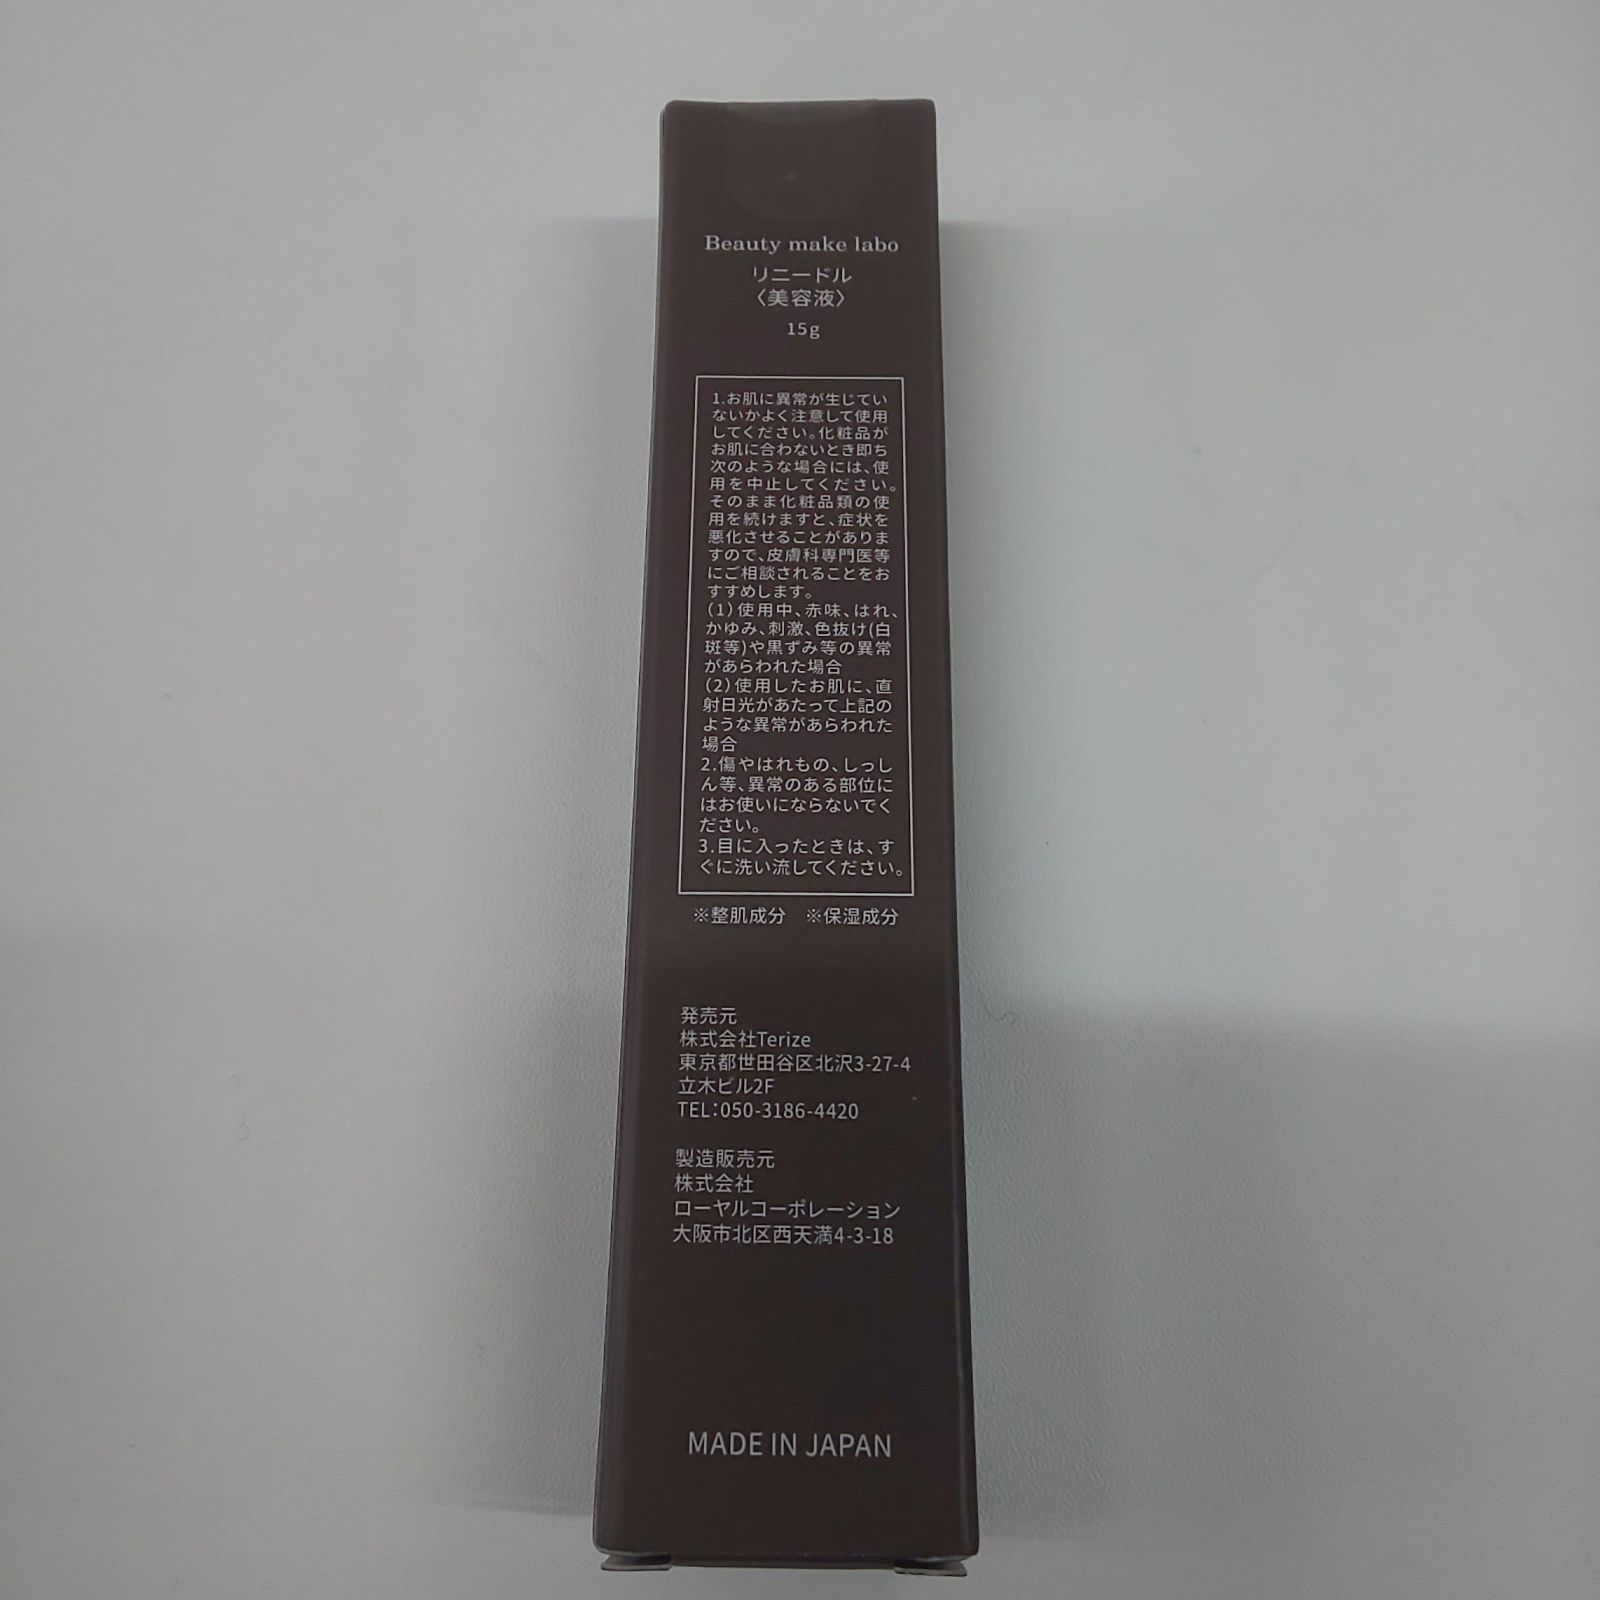 Beauty make labo
リニードル
〈美容液〉
15g
1.お肌に異常が生じてい
ないかよく注意して使用
してください。化粧品が
お肌に合わないとき即ち
次のような場合には、使
用を中止してください。
そのまま化粧品類の使
用を続けますと、症状を
悪化させることがありま
すので、皮膚科専門医等
にご相談されることをお
すすめします。
(1)使用中、赤味、はれ、
かゆみ、刺激、色抜け(白
斑等)や黒ずみ等の異常
があらわれた場合
(2)使用したお肌に、直
射日光があたって上記の
ような異常があらわれた
場合
2.傷やはれもの、しっし
ん等、異常のある部位に
はお使いにならないでく
ださい。
3.目に入ったときは、す
ぐに洗い流してください。
※整肌成分　※保湿成分
発売元
株式会社Terize
東京都世田谷区北沢3-27-4
立木ビル2F
TEL:050-3186-4420
製造販売元
株式会社
ローヤルコーポレーション
大阪市北区西天満4-3-18
MADE IN JAPAN